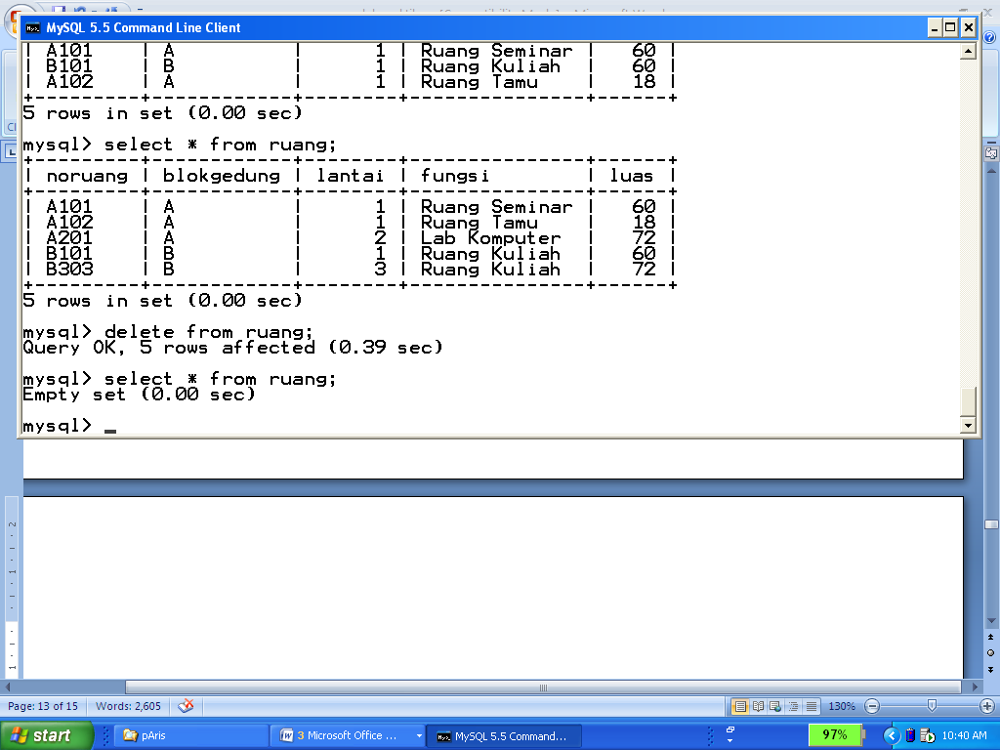 MySQL 5.5 Command Line Client
| A101 | A | 1 | Ruang Seminar | 60 |
| B101 | B | 1 | Ruang Kuliah | 60 |
| A102 | A | 1 | Ruang Tamu | 18 |
5 rows in set (0.00 sec)
mysql> select * from ruang;
| noruang | blokgedung | lantai | fungsi | luas |
| A101 | A | 1 | Ruang Seminar | 60 |
| A102 | A | 1 | Ruang Tamu | 18 |
| A201 | A | 2 | Lab Komputer | 72 |
| B101 | B | 1 | Ruang Kuliah | 60 |
| B303 | B | 3 | Ruang Kuliah | 72 |
5 rows in set (0.00 sec)
mysql> delete from ruang;
Query OK, 5 rows affected (0.39 sec)
mysql> select * from ruang;
Empty set (0.00 sec)
mysql> _
Page: 13 of 15 Words: 2,605 130%
start pAris 3 Microsoft Office ... MySQL 5.5 Command... 97% 10:40 AM